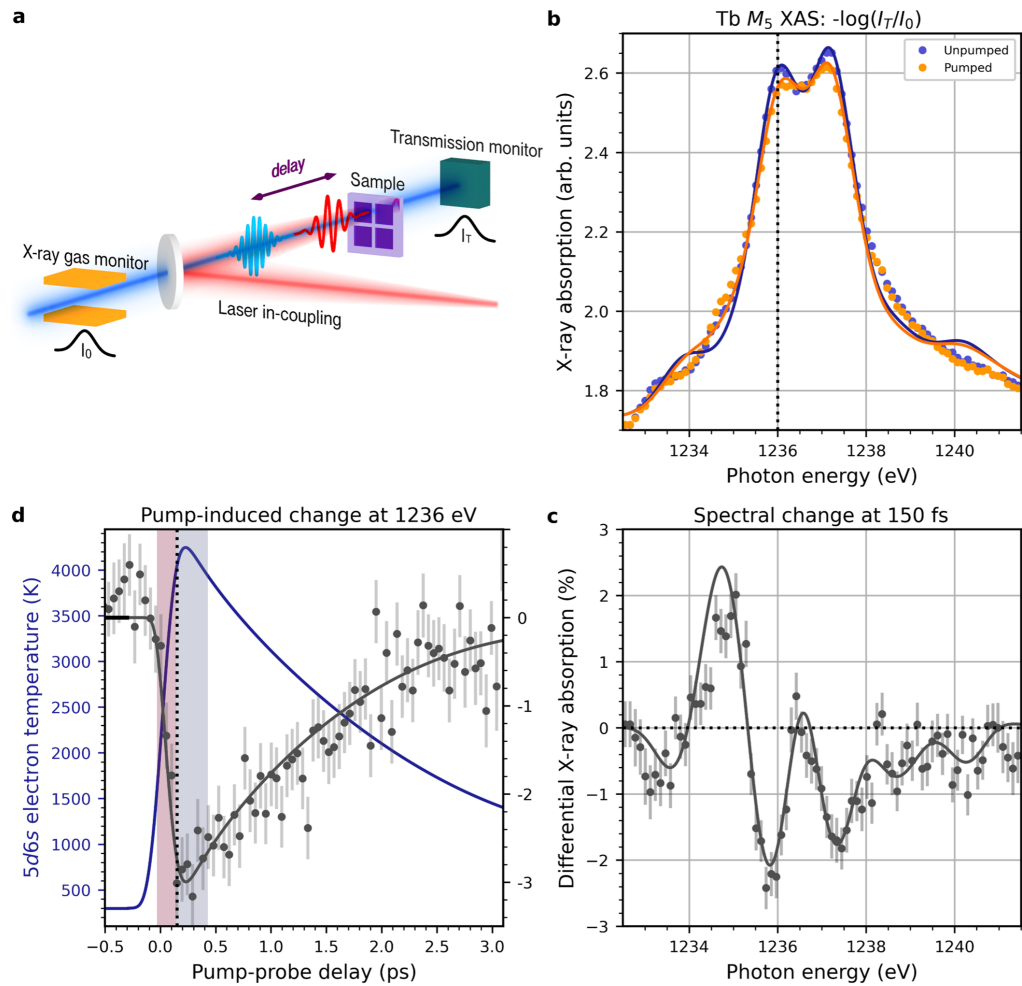 a
Transmission monitor
delay
Sample
X-ray gas monitor
I_T
Laser in-coupling
I_0
b
Tb M_5 XAS: -log(I_T/I_0)
Unpumped
Pumped
X-ray absorption (arb. units)
2.6
2.4
2.2
2.0
1.8
1234 1236 1238 1240
Photon energy (eV)
d
Pump-induced change at 1236 eV
5d6s electron temperature (K)
4000
3500
3000
2500
2000
1500
1000
500
0
-1
-2
-3
−0.5 0.0 0.5 1.0 1.5 2.0 2.5 3.0
Pump-probe delay (ps)
c
Spectral change at 150 fs
Differential X-ray absorption (%)
3
2
1
0
−1
−2
−3
1234 1236 1238 1240
Photon energy (eV)